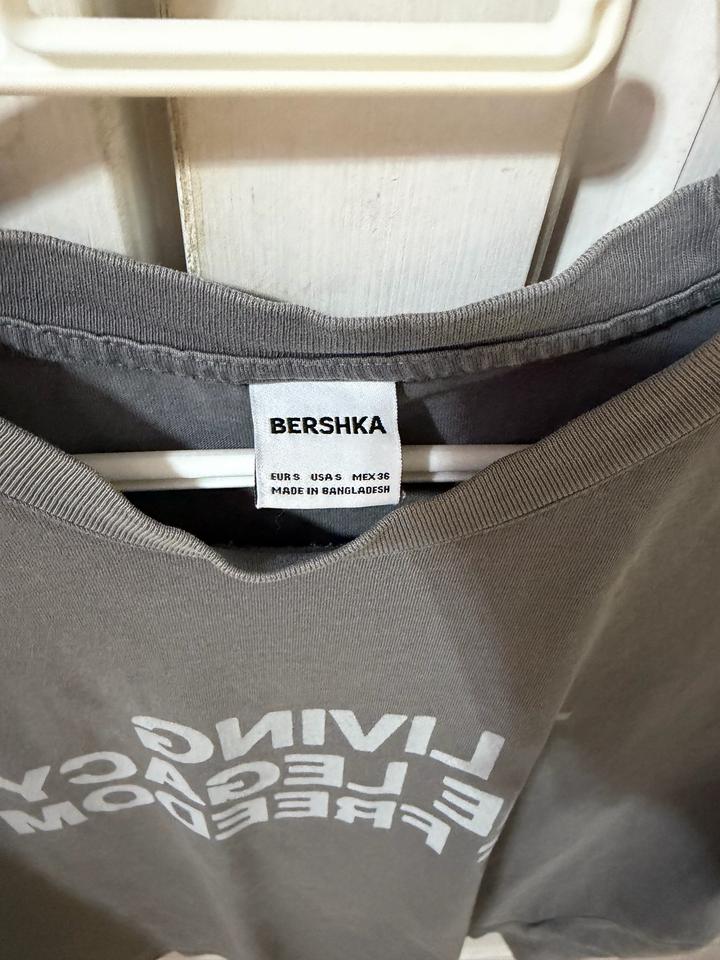 BERSHKA
EUR S USA S MEX 36
MADE IN BANGLADESH
LIVING
E LEGACY
FREEDOM